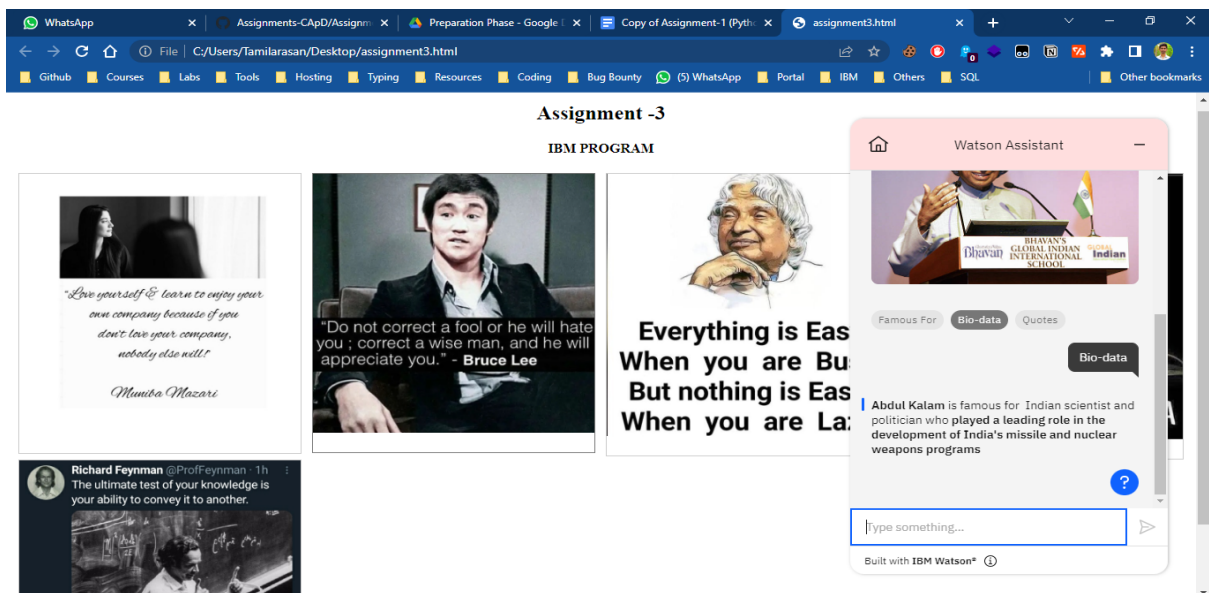 WhatsApp
Assignments-CApD/Assignm
Preparation Phase - Google D
Copy of Assignment-1 (Pytho
assignment3.html
File | C:/Users/Tamilarasan/Desktop/assignment3.html
0
Github Courses Labs Tools Hosting Typing Resources Coding Bug Bounty (5) WhatsApp Portal IBM Others SQL Other bookmarks
Assignment -3
IBM PROGRAM
"Love yourself & learn to enjoy your
own company because if you
don't love your company,
nobody else will!"
Muniba Mazari
"Do not correct a fool or he will hate
you ; correct a wise man, and he will
appreciate you." - Bruce Lee
Everything is Eas
When you are Bus
But nothing is Eas
When you are Laz
Richard Feynman @ProfFeynman · 1h
The ultimate test of your knowledge is
your ability to convey it to another.
Watson Assistant
Bhavan
BHAVAN'S
GLOBAL INDIAN
INTERNATIONAL
SCHOOL
GLOBAL
Indian
Famous For Bio-data Quotes
Bio-data
Abdul Kalam is famous for Indian scientist and
politician who played a leading role in the
development of India's missile and nuclear
weapons programs
?
Type something...
Built with IBM Watson®